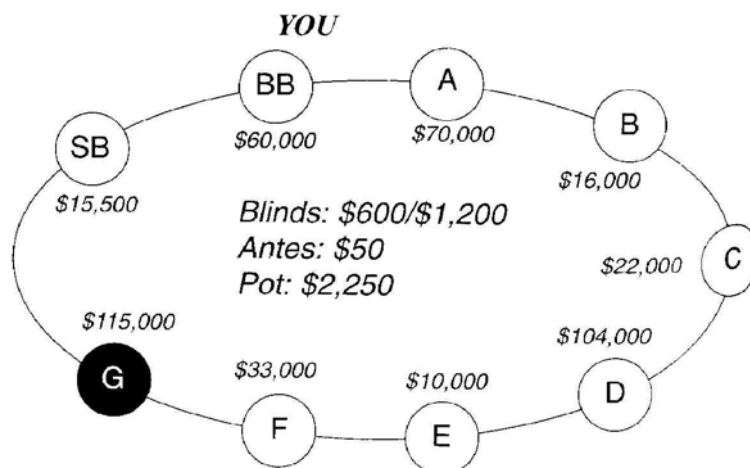 YOU
BB
A
B
SB
$60,000
$70,000
$15,500
$16,000
Blinds: $600/$1,200
Antes: $50
Pot: $2,250
C
$22,000
$115,000
$104,000
$33,000
$10,000
G
D
F
E